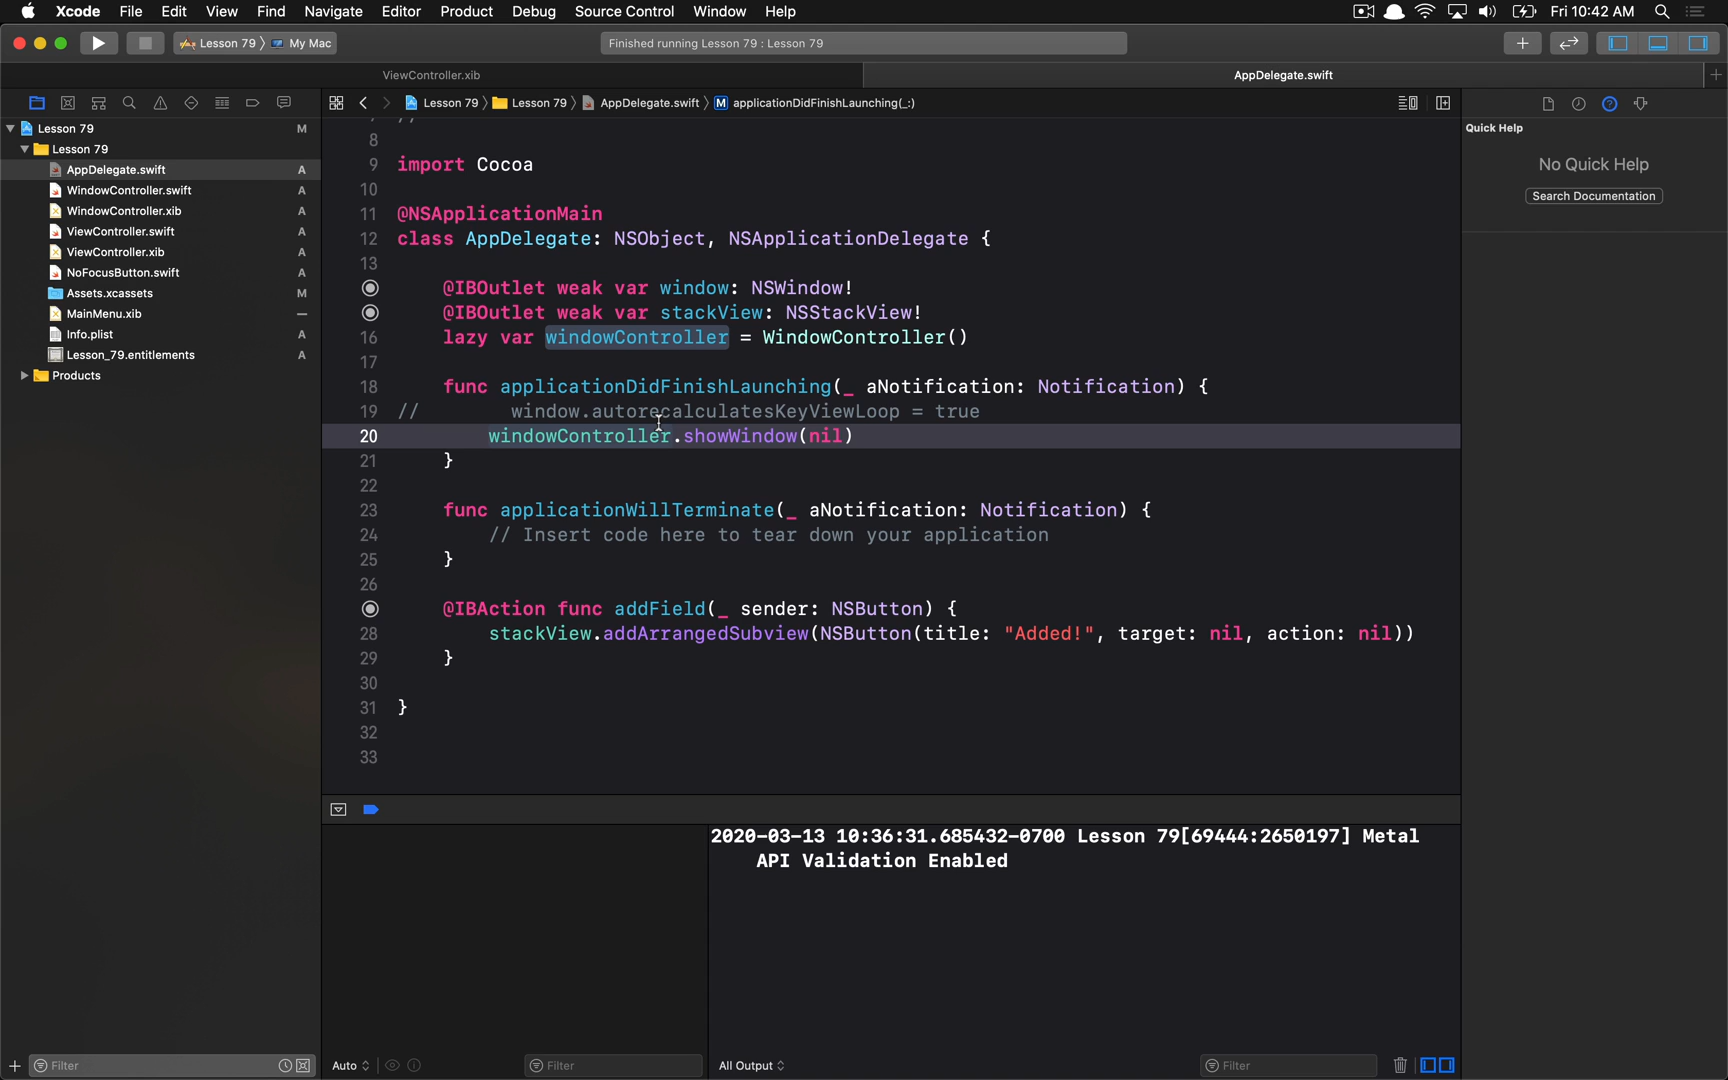 Xcode File Edit View Find Navigate Editor Product Debug Source Control Window Help Fri 10:42 AM
Lesson 79 My Mac Finished running Lesson 79 : Lesson 79
ViewController.xib AppDelegate.swift
Lesson 79 Lesson 79 AppDelegate.swift M applicationDidFinishLaunching(_:)
Lesson 79 M
Lesson 79
AppDelegate.swift A
WindowController.swift A
WindowController.xib A
ViewController.swift A
ViewController.xib A
NoFocusButton.swift A
Assets.xcassets M
MainMenu.xib —
Info.plist A
Lesson_79.entitlements A
Products
8
9 import Cocoa
10
11 @NSApplicationMain
12 class AppDelegate: NSObject, NSApplicationDelegate {
13
@IBOutlet weak var window: NSWindow!
@IBOutlet weak var stackView: NSStackView!
16 lazy var windowController = WindowController()
17
18 func applicationDidFinishLaunching(_ aNotification: Notification) {
19 // window.autorecalculatesKeyViewLoop = true
20 windowController.showWindow(nil)
21 }
22
23 func applicationWillTerminate(_ aNotification: Notification) {
24 // Insert code here to tear down your application
25 }
26
@IBAction func addField(_ sender: NSButton) {
28 stackView.addArrangedSubview(NSButton(title: "Added!", target: nil, action: nil))
29 }
30
31 }
32
33
Quick Help
No Quick Help
Search Documentation
2020-03-13 10:36:31.685432-0700 Lesson 79[69444:2650197] Metal
API Validation Enabled
Filter Auto Filter All Output Filter